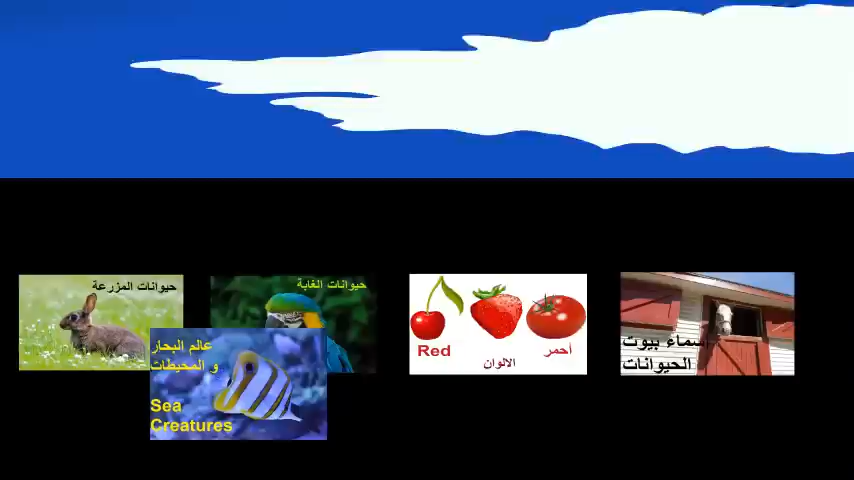 حيوانات المزرعة
حيوانات الغابة
عالم البحار
و المحيطات
Sea
Creatures
Red
أحمر
الالوان
أسماء بيوت
الحيوانات